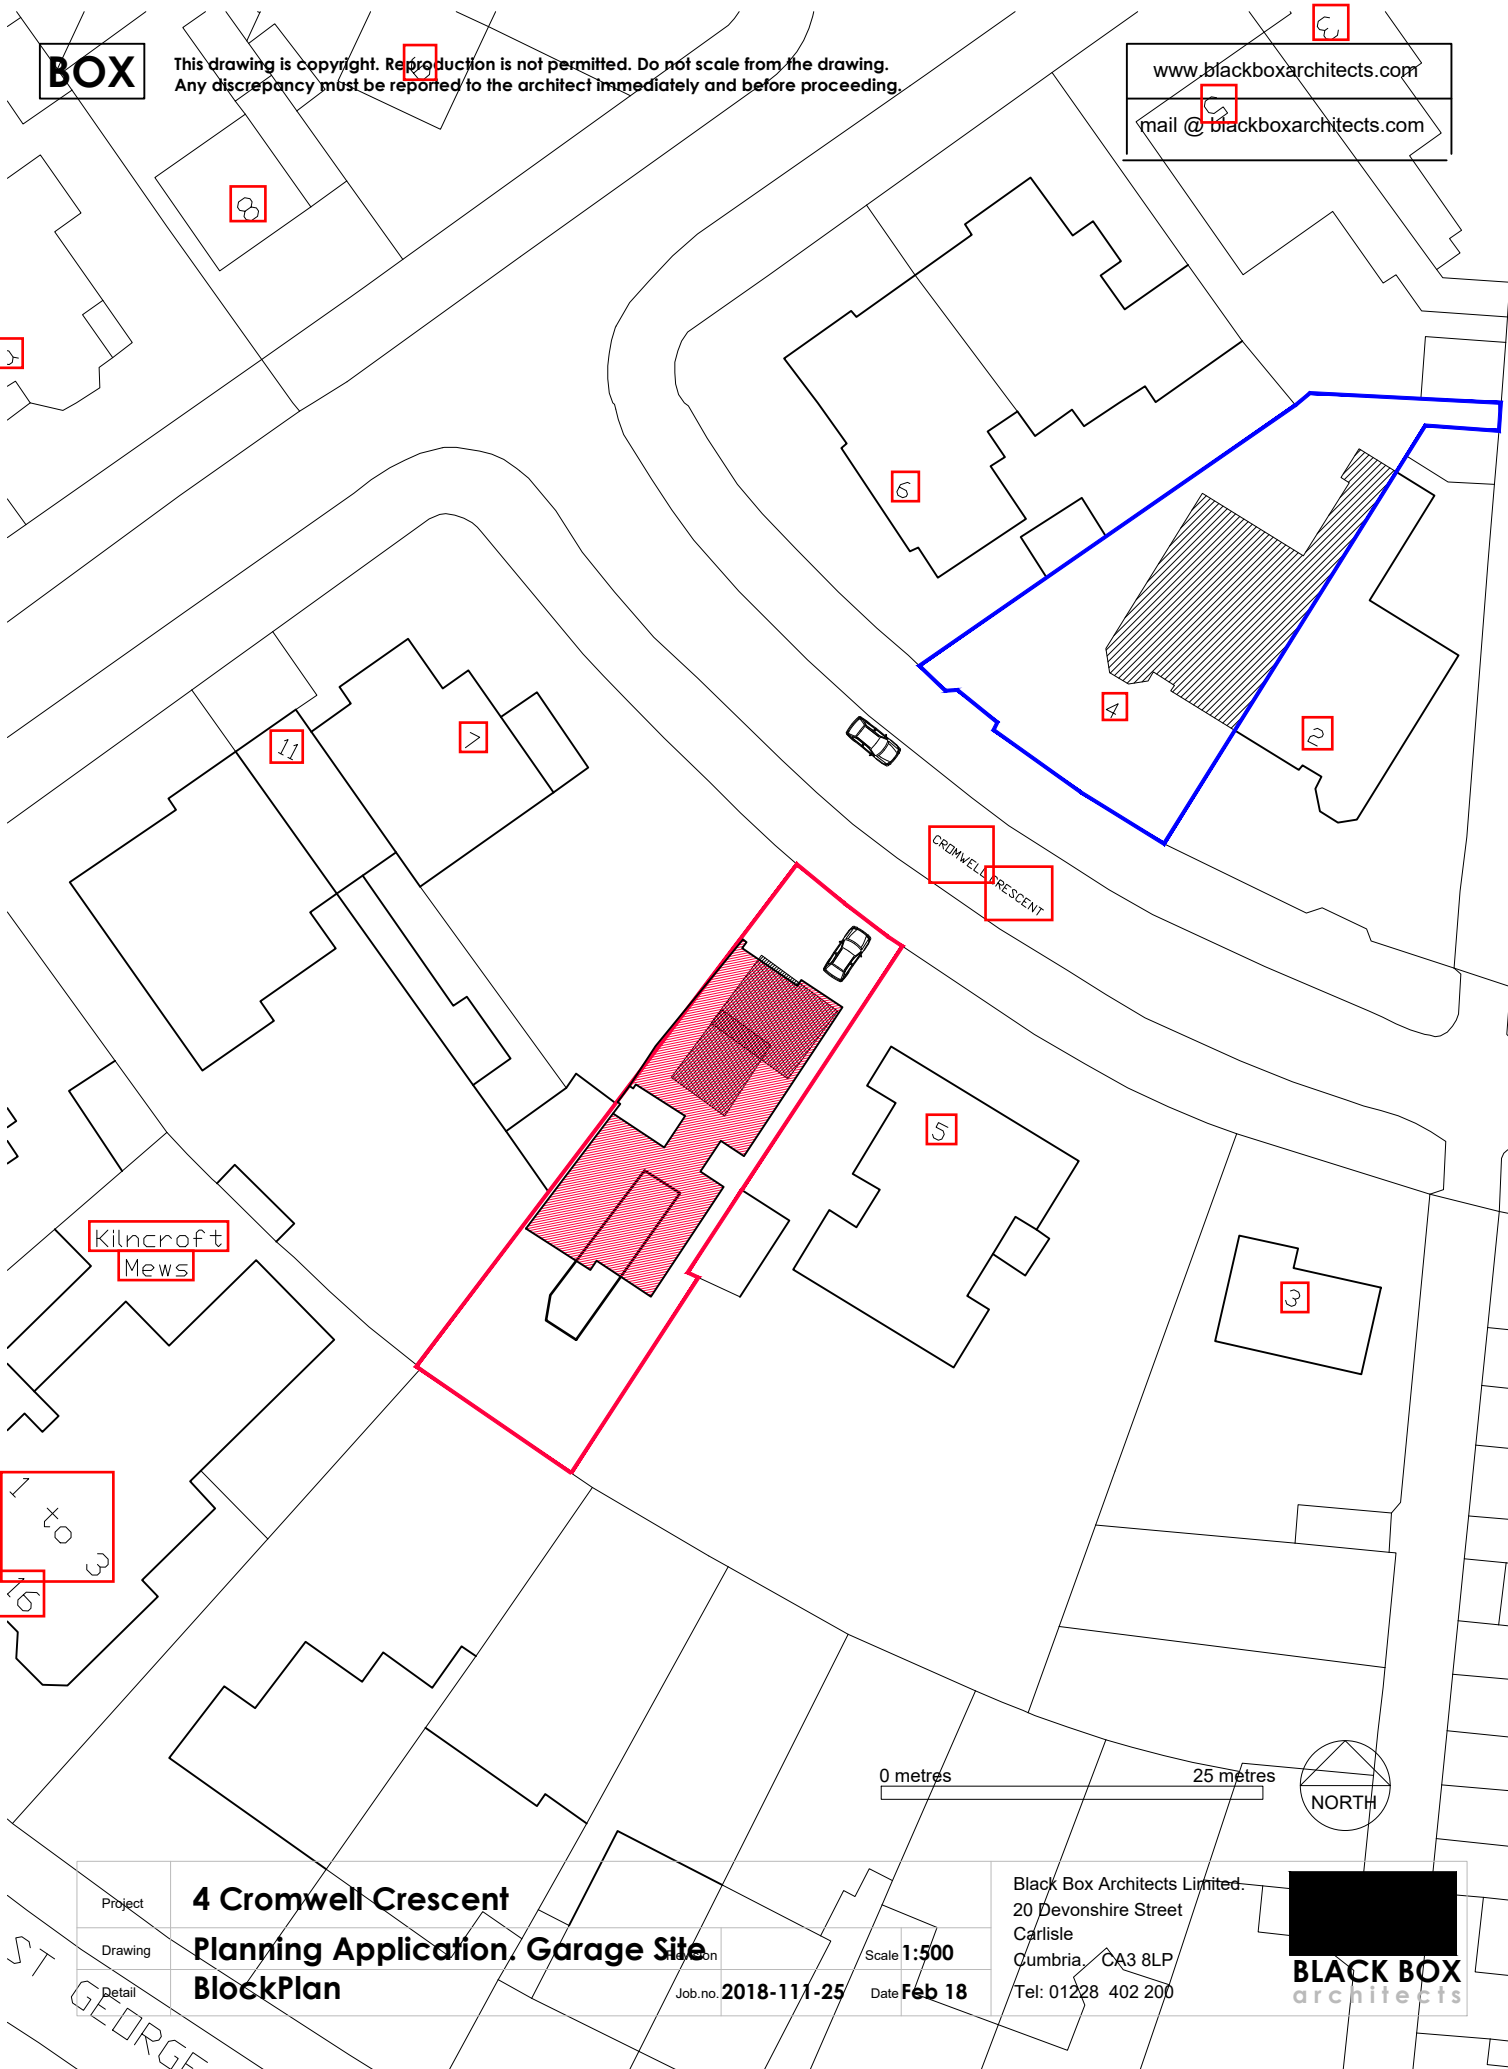 BOX
This drawing is copyright. Reproduction is not permitted. Do not scale from the drawing.
Any discrepancy must be reported to the architect immediately and before proceeding.
www.blackboxarchitects.com
mail @ blackboxarchitects.com
3
5
8
6
4
2
11
7
CROMWELL CRESCENT
5
3
Kilncroft
Mews
1
to
3
16
0 metres
25 metres
NORTH
Project
4 Cromwell Crescent
Drawing
Planning Application. Garage Site
Revision
Scale 1:500
Detail
BlockPlan
Job.no. 2018-111-25
Date Feb 18
Black Box Architects Limited.
20 Devonshire Street
Carlisle
Cumbria. CA3 8LP
Tel: 01228 402 200
BLACK BOX
architects
ST GEORGE